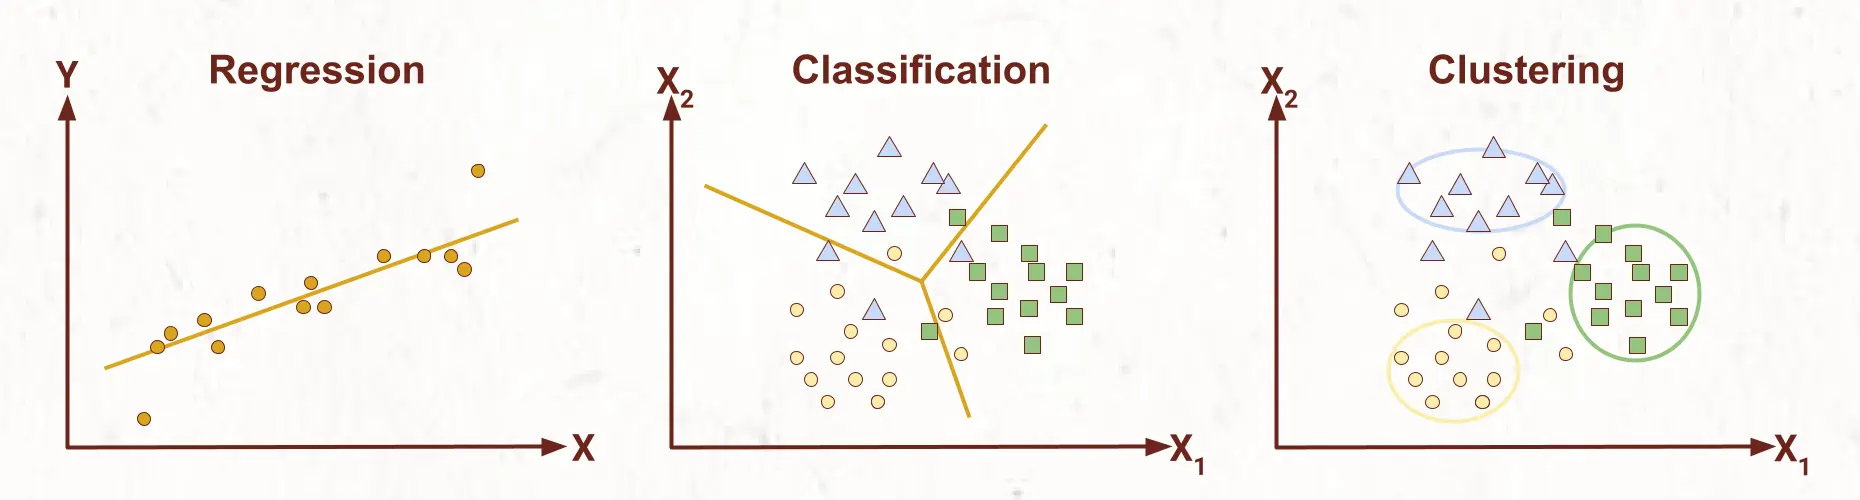 Regression
Y
X
Classification
X₂
X₁
Clustering
X₂
X₁